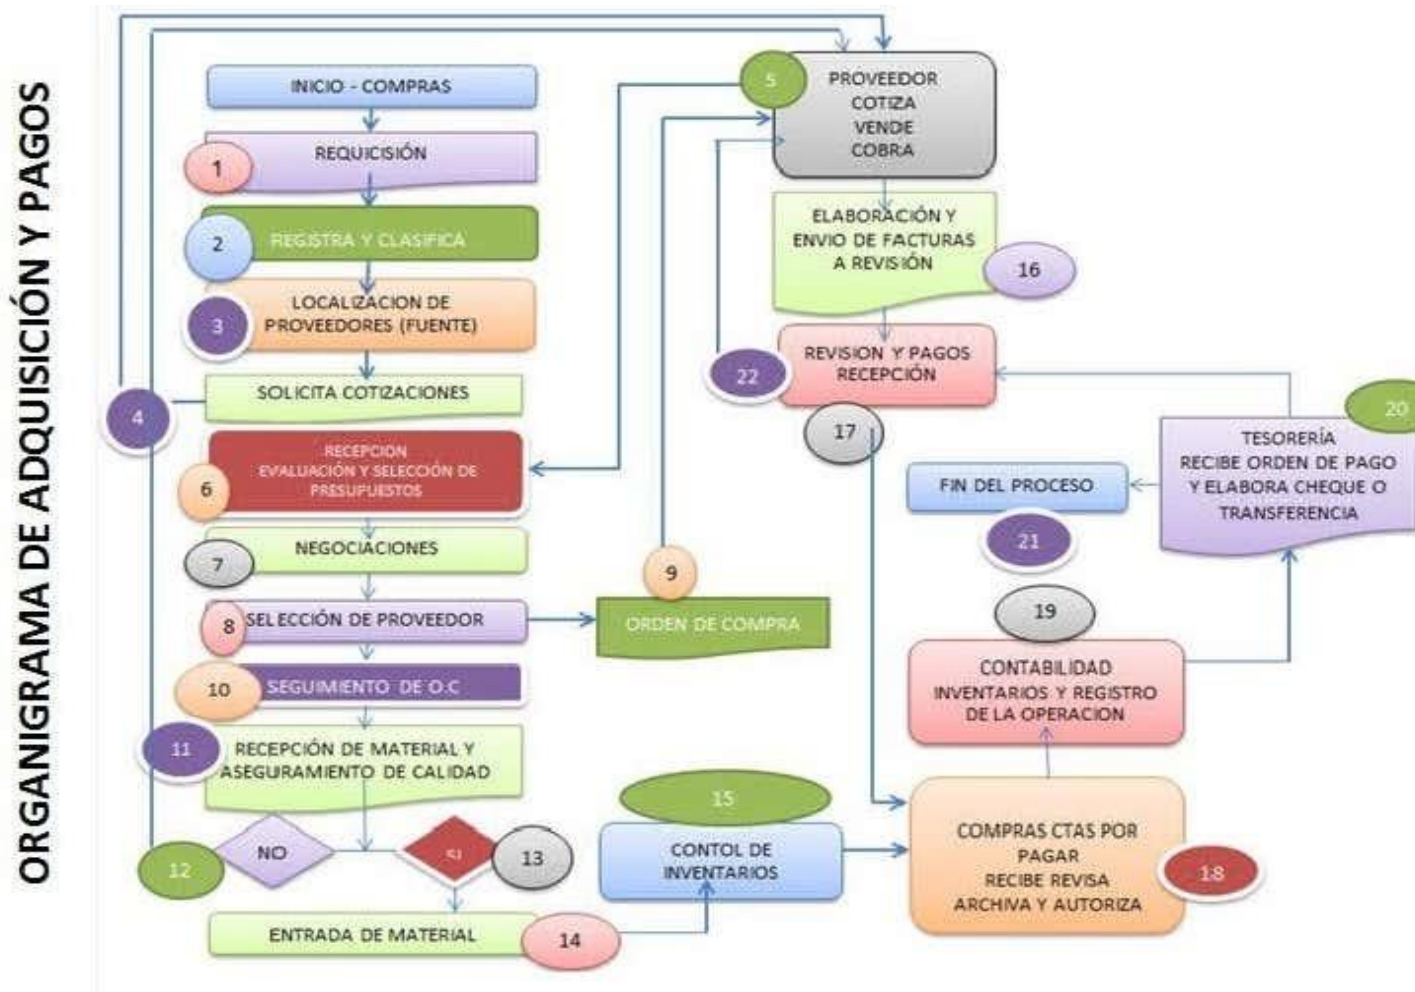 ORGANIGRAMA DE ADQUISICIÓN Y PAGOS
INICIO - COMPRAS
1
REQUICISIÓN
2
REGISTRA Y CLASIFICA
3
LOCALIZACION DE
PROVEEDORES (FUENTE)
4
SOLICITA COTIZACIONES
5
PROVEEDOR
COTIZA
VENDE
COBRA
6
RECEPCION
EVALUACIÓN Y SELECCIÓN DE
PRESUPUESTOS
7
NEGOCIACIONES
8
SELECCIÓN DE PROVEEDOR
9
ORDEN DE COMPRA
10
SEGUIMIENTO DE O.C
11
RECEPCIÓN DE MATERIAL Y
ASEGURAMIENTO DE CALIDAD
12
NO
13
ENTRADA DE MATERIAL
14
15
CONTOL DE
INVENTARIOS
ELABORACIÓN Y
ENVIO DE FACTURAS
A REVISIÓN
16
REVISION Y PAGOS
RECEPCIÓN
22
17
COMPRAS CTAS POR
PAGAR
RECIBE REVISA
ARCHIVA Y AUTORIZA
18
19
CONTABILIDAD
INVENTARIOS Y REGISTRO
DE LA OPERACION
20
TESORERÍA
RECIBE ORDEN DE PAGO
Y ELABORA CHEQUE O
TRANSFERENCIA
FIN DEL PROCESO
21